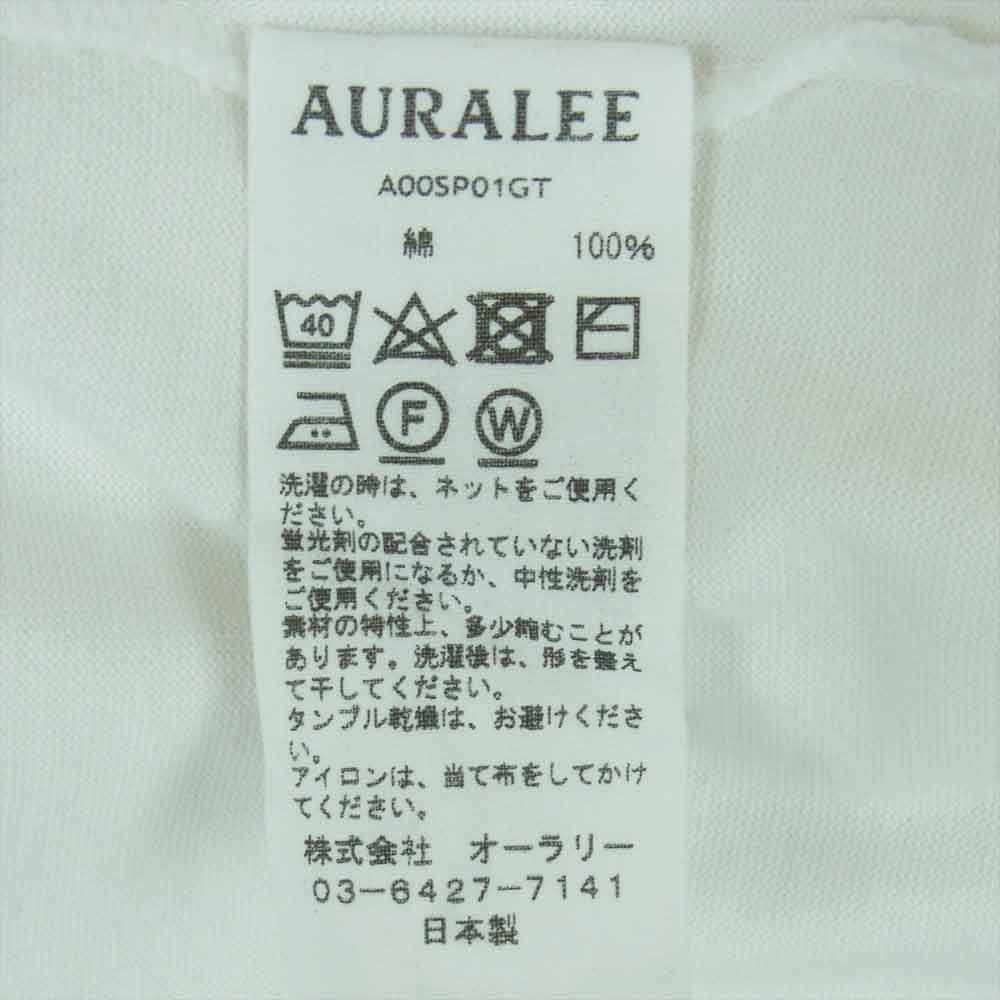 AURALEE
A00SP01GT
綿 100%
40
F W
洗濯の時は、ネットをご使用く
ださい。
蛍光剤の配合されていない洗剤
をご使用になるか、中性洗剤を
ご使用ください。
素材の特性上、多少縮むことが
あります。洗濯後は、形を整え
て干してください。
タンブル乾燥は、お避けくださ
い。
アイロンは、当て布をしてかけ
てください。
株式会社 オーラリー
03-6427-7141
日本製